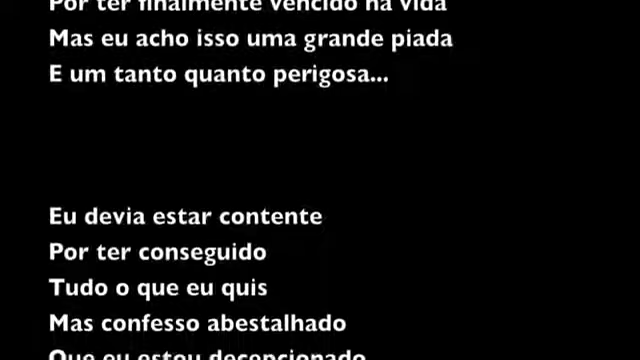 Por ter finalmente vencido na vida
Mas eu acho isso uma grande piada
E um tanto quanto perigosa...
Eu devia estar contente
Por ter conseguido
Tudo o que eu quis
Mas confesso abestalhado
Que eu estou decepcionado